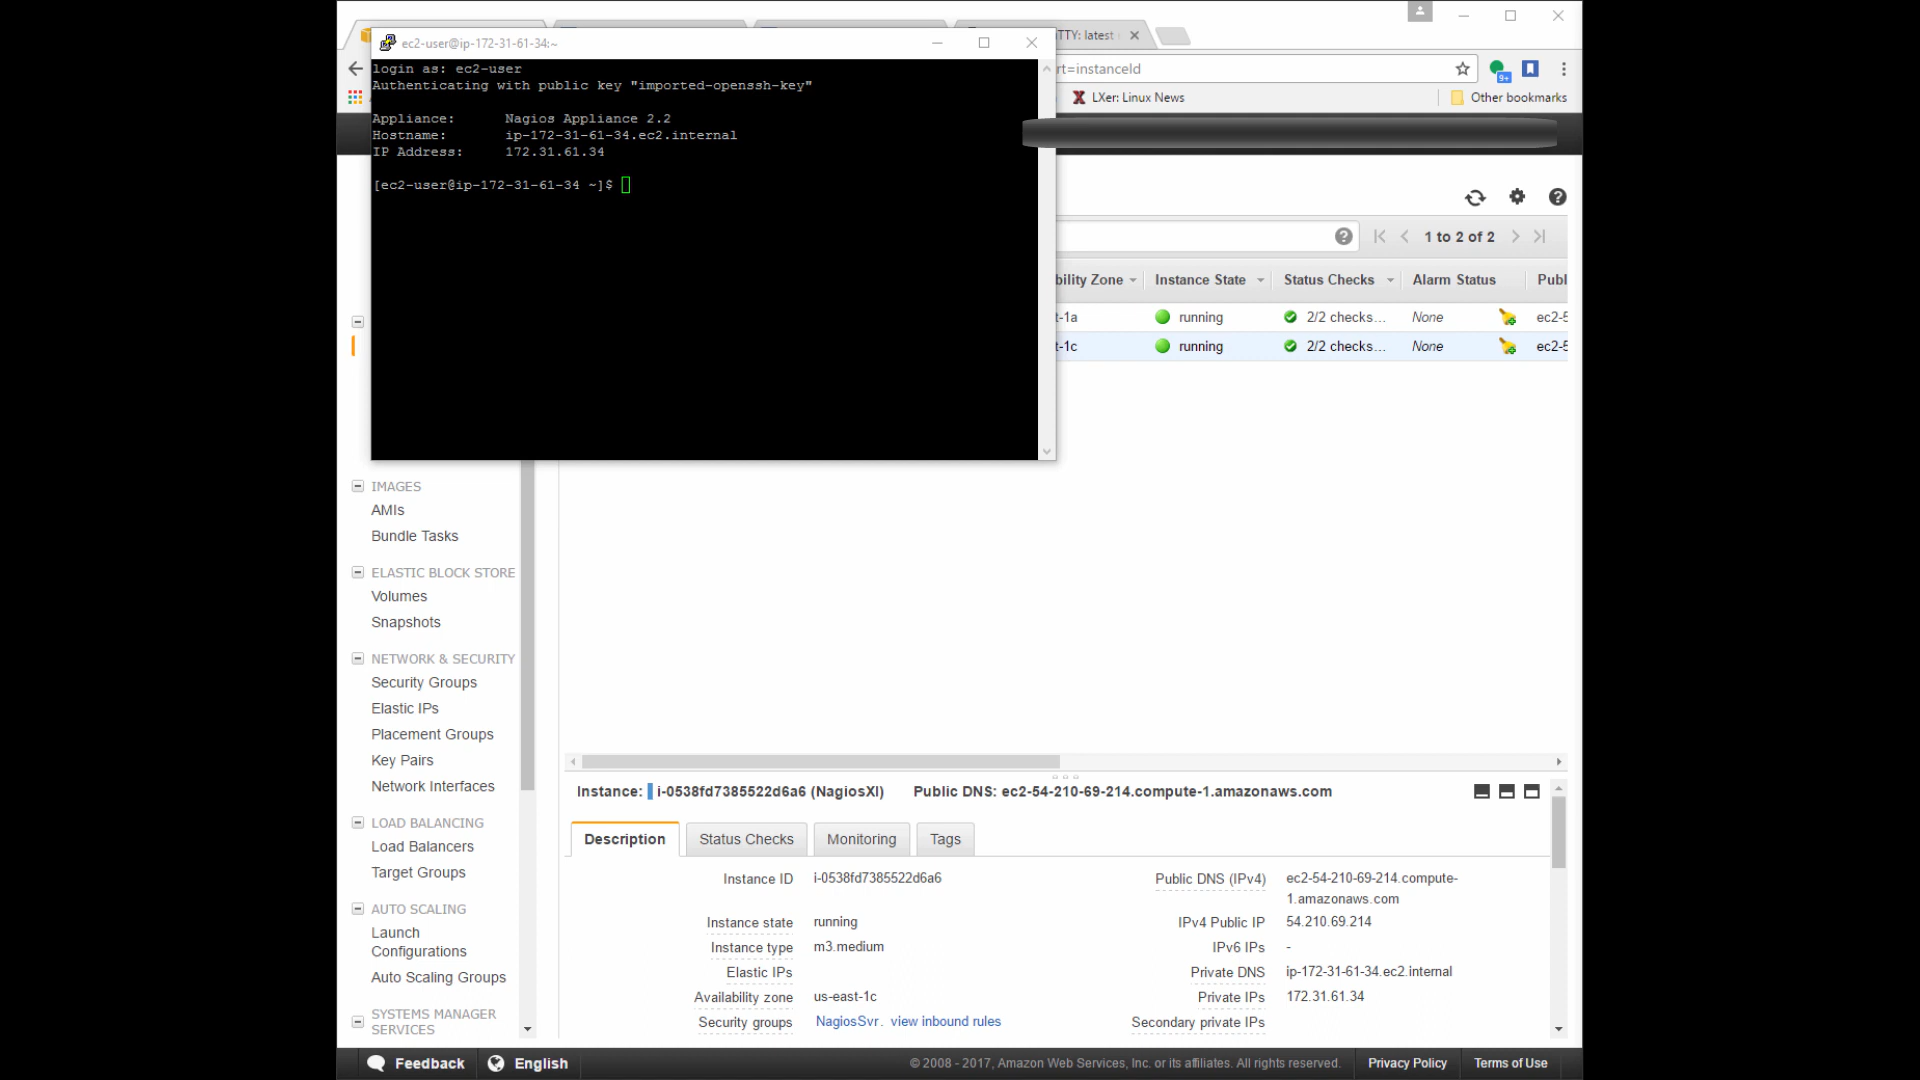 ec2-user@ip-172-31-61-34:~
login as: ec2-user
Authenticating with public key "imported-openssh-key"
Appliance: Nagios Appliance 2.2
Hostname: ip-172-31-61-34.ec2.internal
IP Address: 172.31.61.34
[ec2-user@ip-172-31-61-34 ~]$
TTY: latest
rt=instanceId
9+
LXer: Linux News
Other bookmarks
1 to 2 of 2
bility Zone Instance State Status Checks Alarm Status Publ
t-1a running 2/2 checks... None ec2-5
t-1c running 2/2 checks... None ec2-5
IMAGES
AMIs
Bundle Tasks
ELASTIC BLOCK STORE
Volumes
Snapshots
NETWORK & SECURITY
Security Groups
Elastic IPs
Placement Groups
Key Pairs
Network Interfaces
LOAD BALANCING
Load Balancers
Target Groups
AUTO SCALING
Launch
Configurations
Auto Scaling Groups
SYSTEMS MANAGER
SERVICES
Instance: i-0538fd7385522d6a6 (NagiosXI) Public DNS: ec2-54-210-69-214.compute-1.amazonaws.com
Description Status Checks Monitoring Tags
Instance ID i-0538fd7385522d6a6
Instance state running
Instance type m3.medium
Elastic IPs
Availability zone us-east-1c
Security groups NagiosSvr. view inbound rules
Public DNS (IPv4) ec2-54-210-69-214.compute-
1.amazonaws.com
IPv4 Public IP 54.210.69.214
IPv6 IPs -
Private DNS ip-172-31-61-34.ec2.internal
Private IPs 172.31.61.34
Secondary private IPs
Feedback English © 2008 - 2017, Amazon Web Services, Inc. or its affiliates. All rights reserved. Privacy Policy Terms of Use